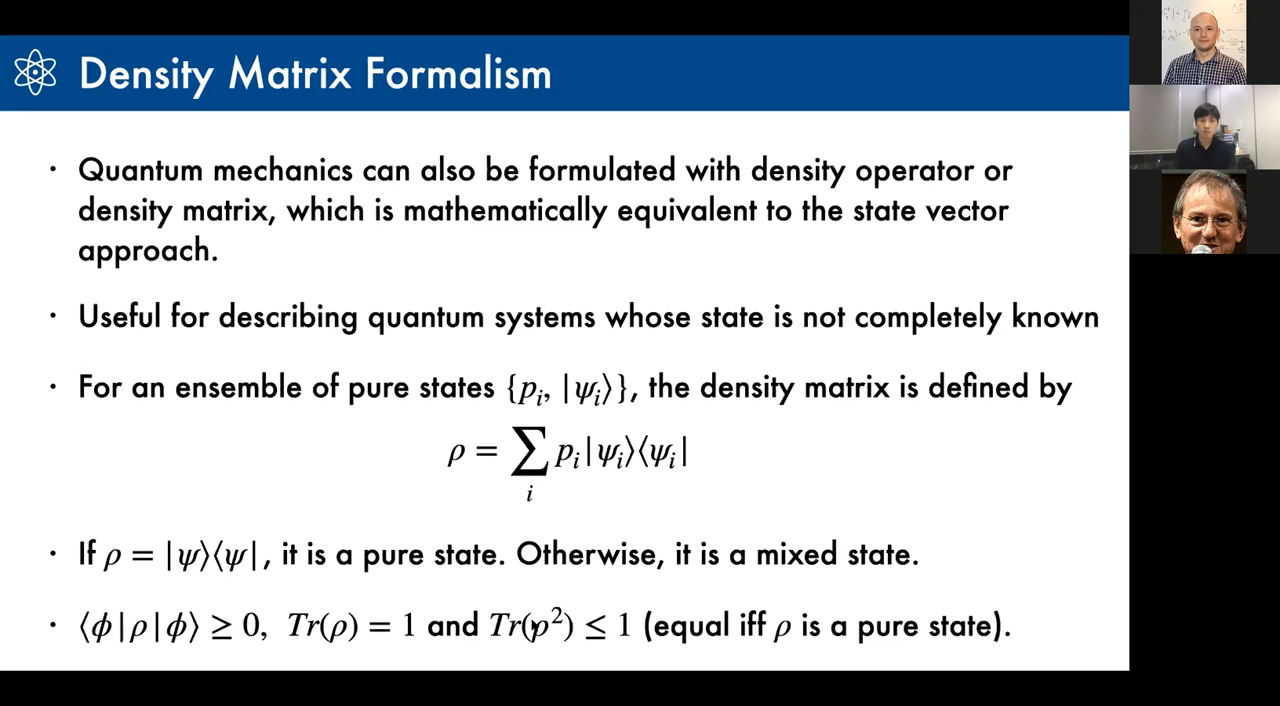 Density Matrix Formalism
· Quantum mechanics can also be formulated with density operator or
density matrix, which is mathematically equivalent to the state vector
approach.
· Useful for describing quantum systems whose state is not completely known
· For an ensemble of pure states {pᵢ, |ψᵢ⟩}, the density matrix is defined by
ρ = ∑ᵢ pᵢ|ψᵢ⟩⟨ψᵢ|
· If ρ = |ψ⟩⟨ψ|, it is a pure state. Otherwise, it is a mixed state.
· ⟨ϕ|ρ|ϕ⟩ ≥ 0, Tr(ρ) = 1 and Tr(ρ²) ≤ 1 (equal iff ρ is a pure state).